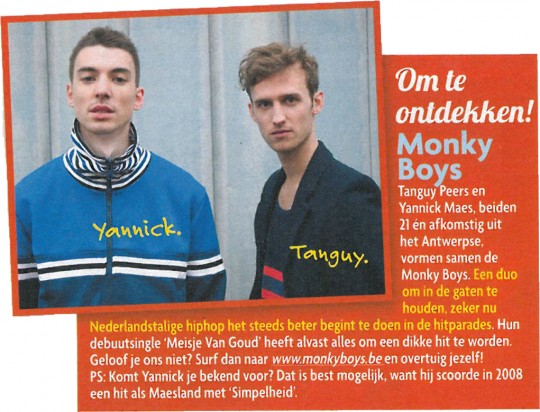 Om te
ontdekken!
Monky
Boys
Yannick.
Tanguy.
Tanguy Peers en
Yannick Maes, beiden
21 én afkomstig uit
het Antwerpse,
vormen samen de
Monky Boys. Een duo
om in de gaten te
houden, zeker nu
Nederlandstalige hiphop het steeds beter begint te doen in de hitparades. Hun
debuutsingle ‘Meisje Van Goud’ heeft alvast alles om een dikke hit te worden.
Geloof je ons niet? Surf dan naar www.monkyboys.be en overtuig jezelf!
PS: Komt Yannick je bekend voor? Dat is best mogelijk, want hij scoorde in 2008
een hit als Maesland met ‘Simpelheid’.